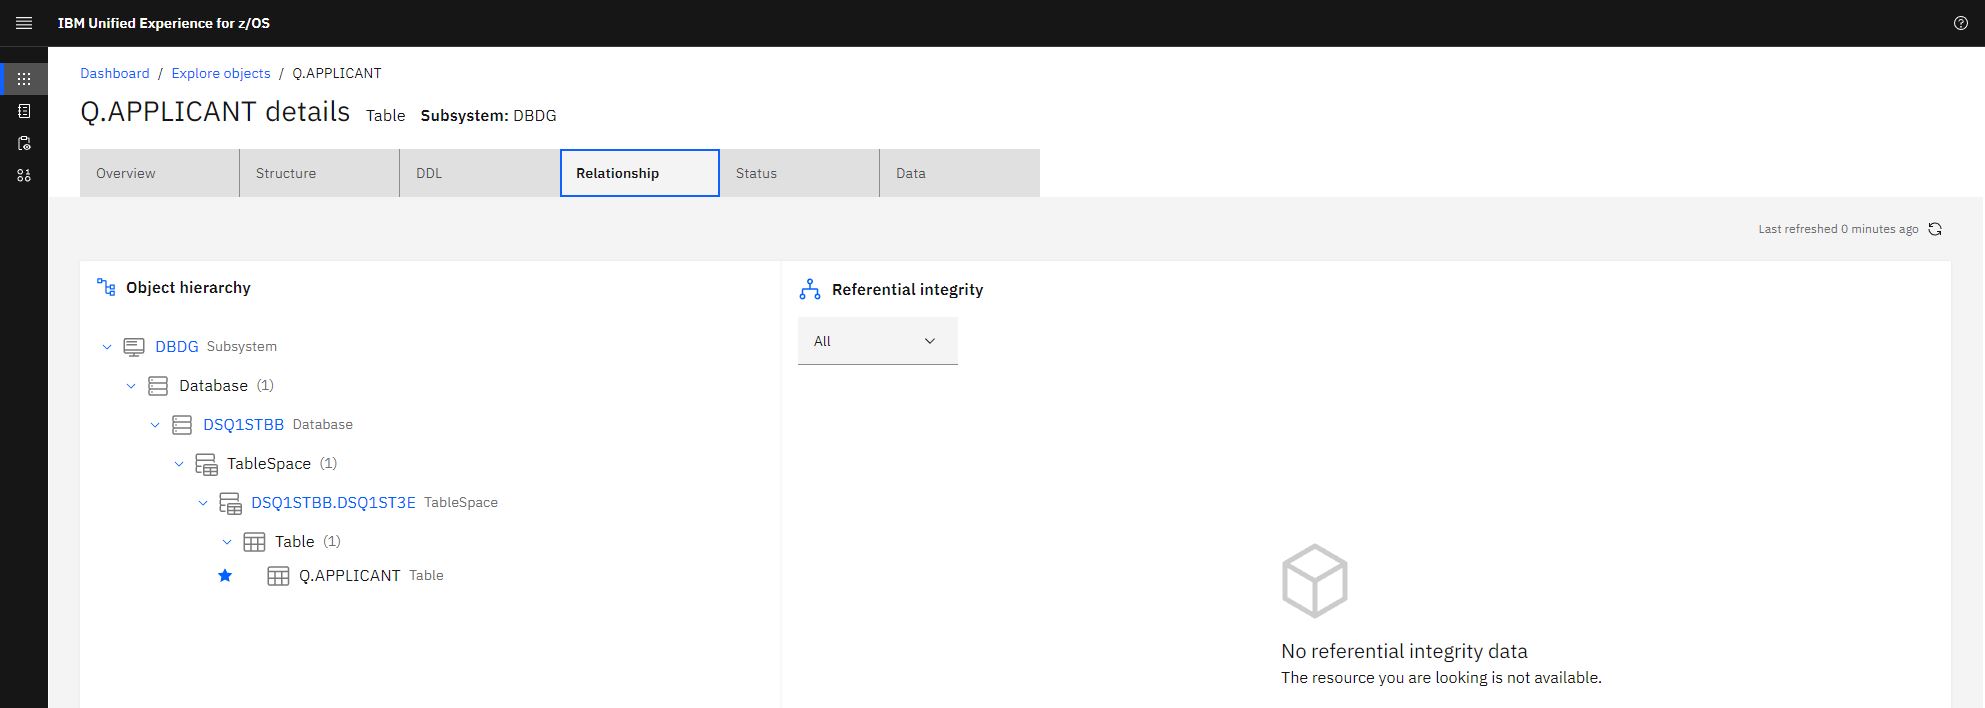 IBM Unified Experience for z/OS
Dashboard / Explore objects / Q.APPLICANT
Q.APPLICANT details Table Subsystem: DBDG
Overview Structure DDL Relationship Status Data
Last refreshed 0 minutes ago
Object hierarchy
DBDG Subsystem
Database (1)
DSQ1STBB Database
TableSpace (1)
DSQ1STBB.DSQ1ST3E TableSpace
Table (1)
Q.APPLICANT Table
Referential integrity
All
No referential integrity data
The resource you are looking is not available.